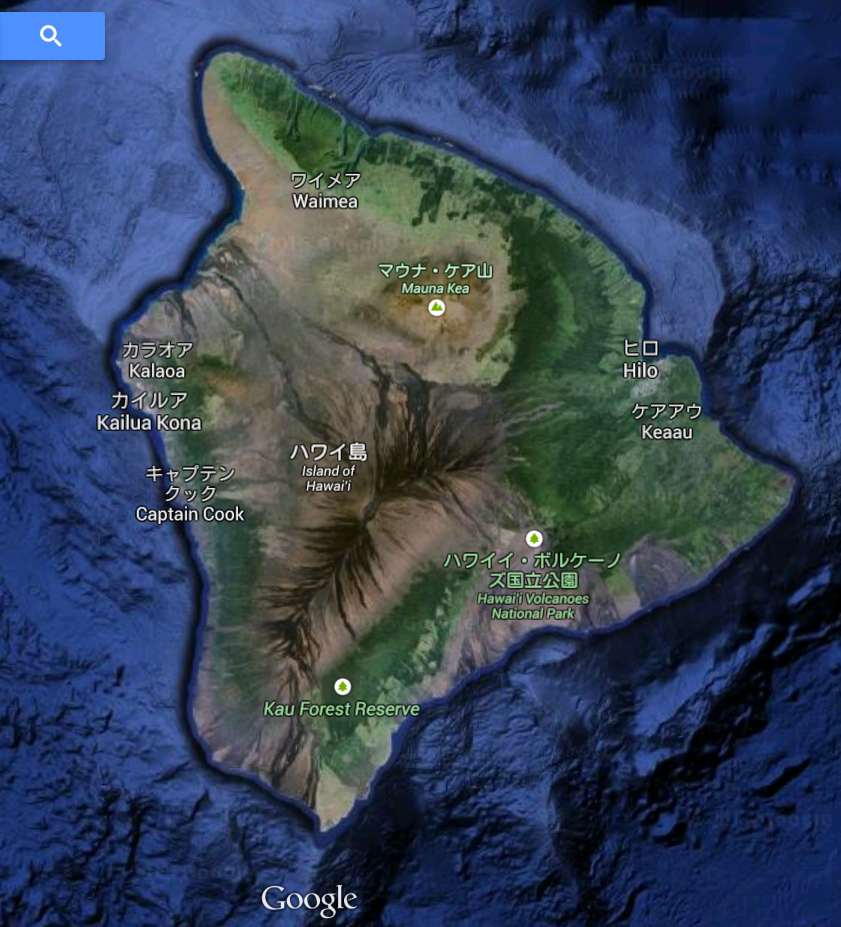 ワイメア
Waimea
マウナ・ケア山
Mauna Kea
カラオア
Kalaoa
ヒロ
Hilo
カイルア
Kailua Kona
ケアアウ
Keaau
ハワイ島
Island of
Hawai'i
キャプテン
クック
Captain Cook
ハワイイ・ボルケーノ
ズ国立公園
Hawai'i Volcanoes
National Park
Kau Forest Reserve
Google